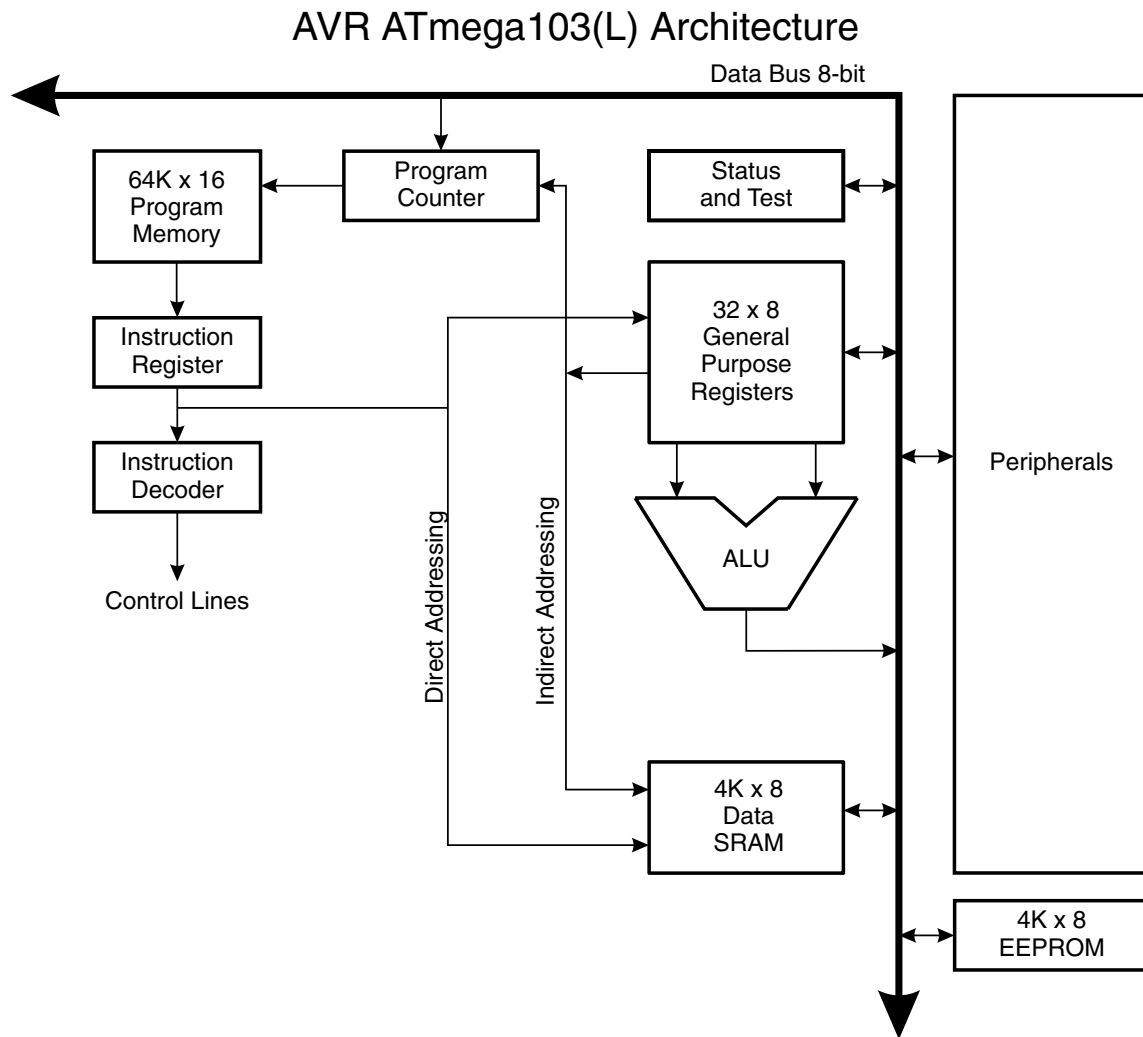 AVR ATmega103(L) Architecture
Data Bus 8-bit
64K x 16
Program
Memory
Program
Counter
Status
and Test
Instruction
Register
32 x 8
General
Purpose
Registers
Instruction
Decoder
Peripherals
ALU
Control Lines
Direct Addressing
Indirect Addressing
4K x 8
Data
SRAM
4K x 8
EEPROM